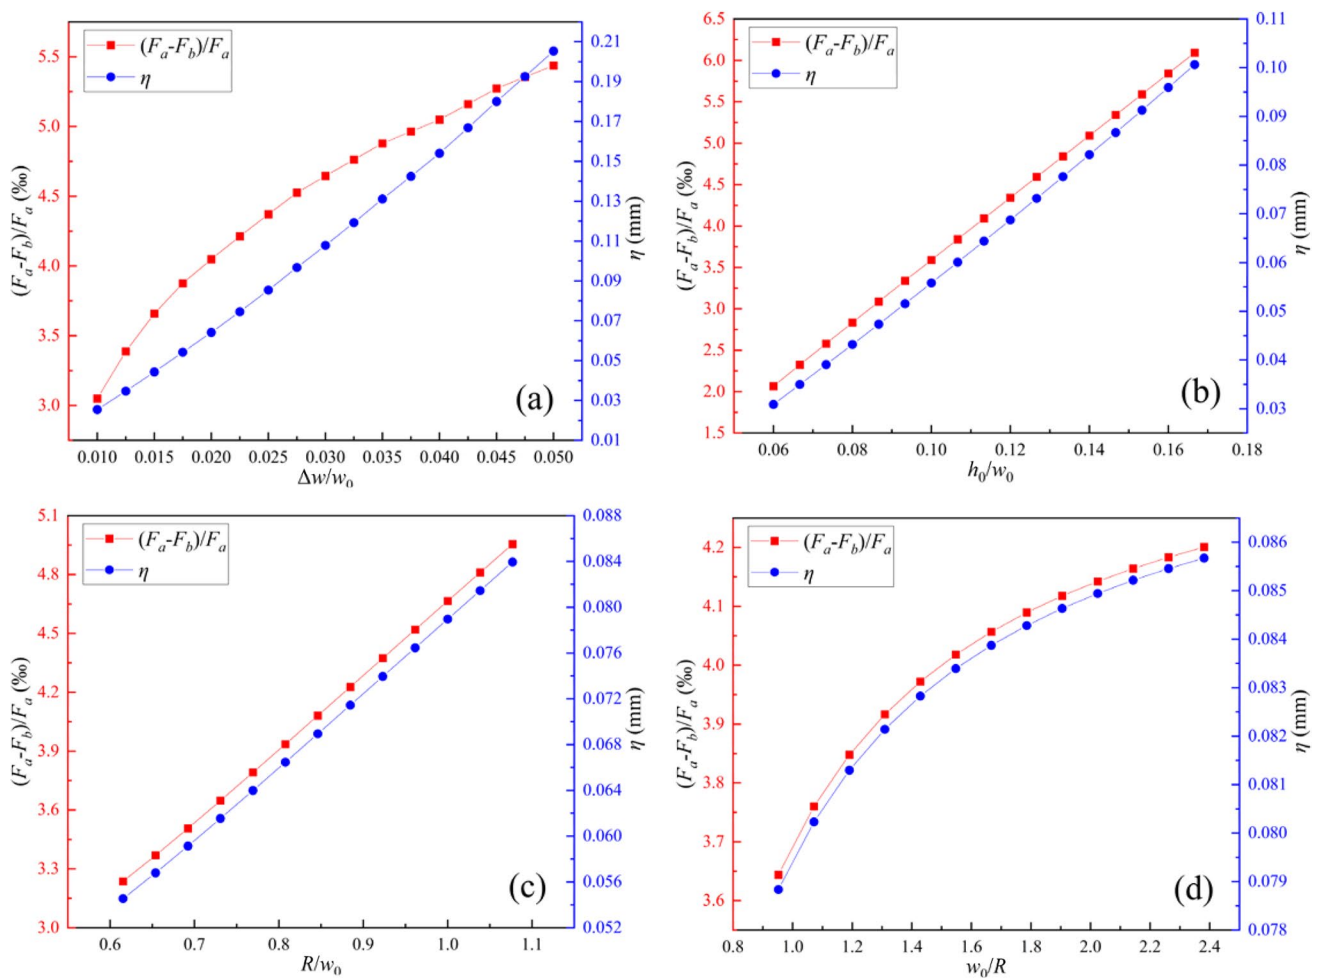 (Fa-Fb)/Fa
η
(Fa-Fb)/Fa (‰)
5.5
5.0
4.5
4.0
3.5
3.0
0.21
0.19
0.17
0.15
0.13
0.11
0.09
0.07
0.05
0.03
0.01
η (mm)
(a)
0.010 0.015 0.020 0.025 0.030 0.035 0.040 0.045 0.050
Δw/w0
(Fa-Fb)/Fa
η
(Fa-Fb)/Fa (‰)
6.5
6.0
5.5
5.0
4.5
4.0
3.5
3.0
2.5
2.0
1.5
0.11
0.10
0.09
0.08
0.07
0.06
0.05
0.04
0.03
η (mm)
(b)
0.06 0.08 0.10 0.12 0.14 0.16 0.18
h0/w0
(Fa-Fb)/Fa
η
(Fa-Fb)/Fa (‰)
5.1
4.8
4.5
4.2
3.9
3.6
3.3
3.0
0.088
0.084
0.080
0.076
0.072
0.068
0.064
0.060
0.056
0.052
η (mm)
(c)
0.6 0.7 0.8 0.9 1.0 1.1
R/w0
(Fa-Fb)/Fa
η
(Fa-Fb)/Fa (‰)
4.2
4.1
4.0
3.9
3.8
3.7
3.6
0.086
0.085
0.084
0.083
0.082
0.081
0.080
0.079
0.078
η (mm)
(d)
0.8 1.0 1.2 1.4 1.6 1.8 2.0 2.2 2.4
w0/R